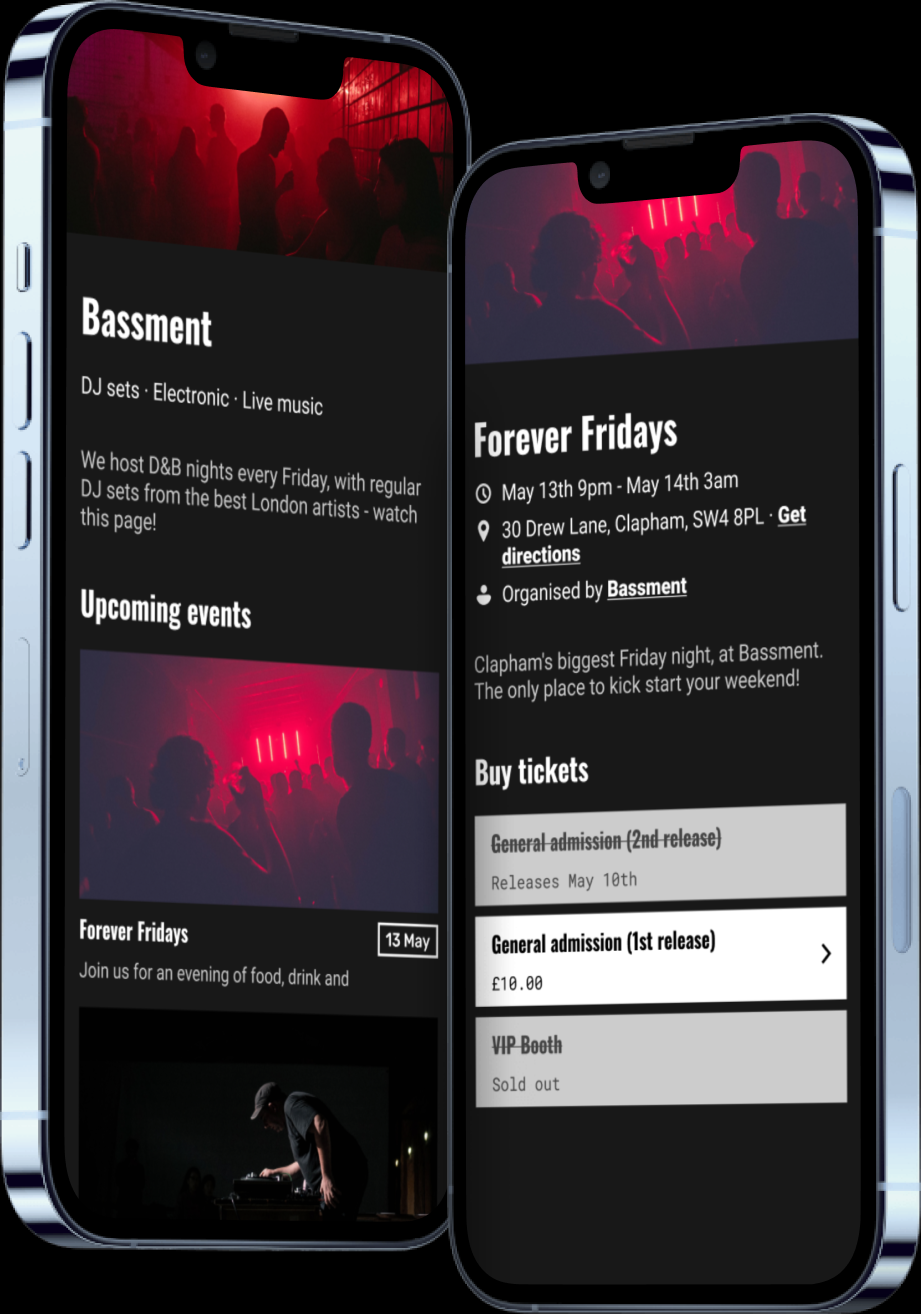 Bassment
DJ sets · Electronic · Live music
We host D&B nights every Friday, with regular
DJ sets from the best London artists - watch
this page!
Upcoming events
Forever Fridays
13 May
Join us for an evening of food, drink and
Forever Fridays
May 13th 9pm - May 14th 3am
30 Drew Lane, Clapham, SW4 8PL · Get
directions
Organised by Bassment
Clapham's biggest Friday night, at Bassment.
The only place to kick start your weekend!
Buy tickets
General admission (2nd release)
Releases May 10th
General admission (1st release)
£10.00
VIP Booth
Sold out